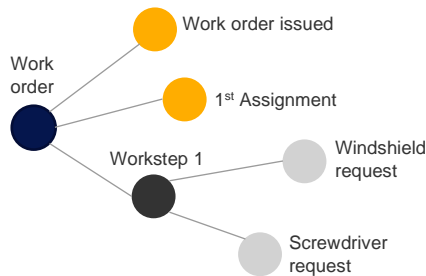 Work order issued
Work
order
1st Assignment
Workstep 1
Windshield
request
Screwdriver
request